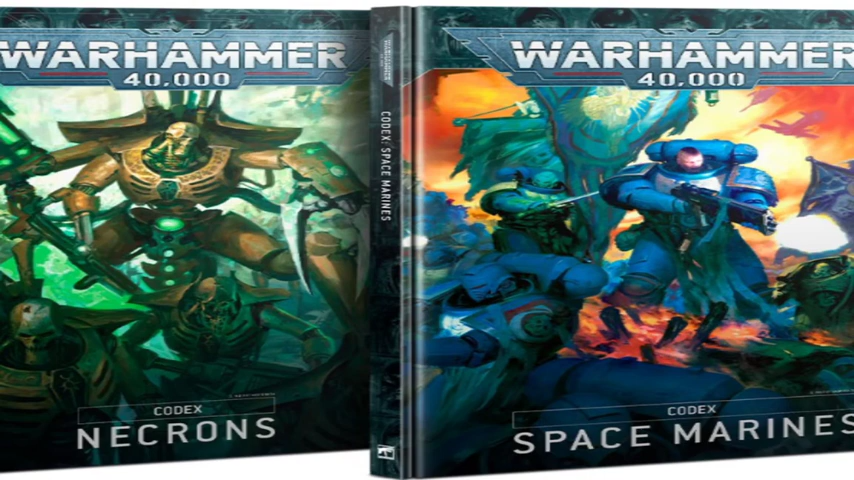 WARHAMMER
40,000
CODEX
NECRONS
CODEX: SPACE MARINES
WARHAMMER
40,000
CODEX
SPACE MARINES